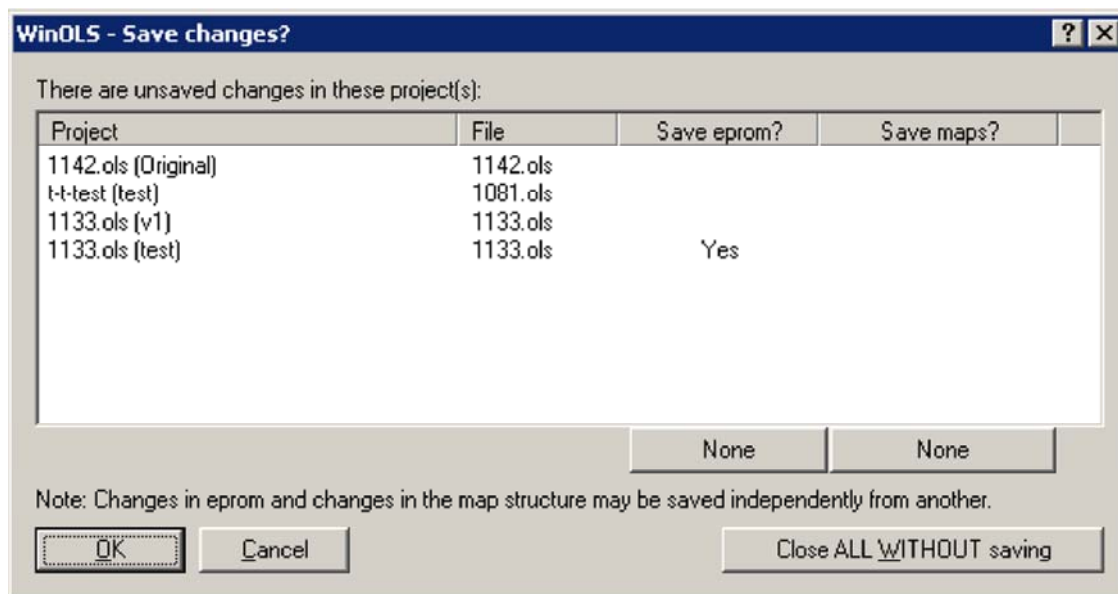 WinOLS - Save changes?
There are unsaved changes in these project(s):
Project File Save eprom? Save maps?
1142.ols (Original) 1142.ols
t-t-test (test) 1081.ols
1133.ols (v1) 1133.ols
1133.ols (test) 1133.ols Yes
None None
Note: Changes in eprom and changes in the map structure may be saved independently from another.
OK Cancel Close ALL WITHOUT saving